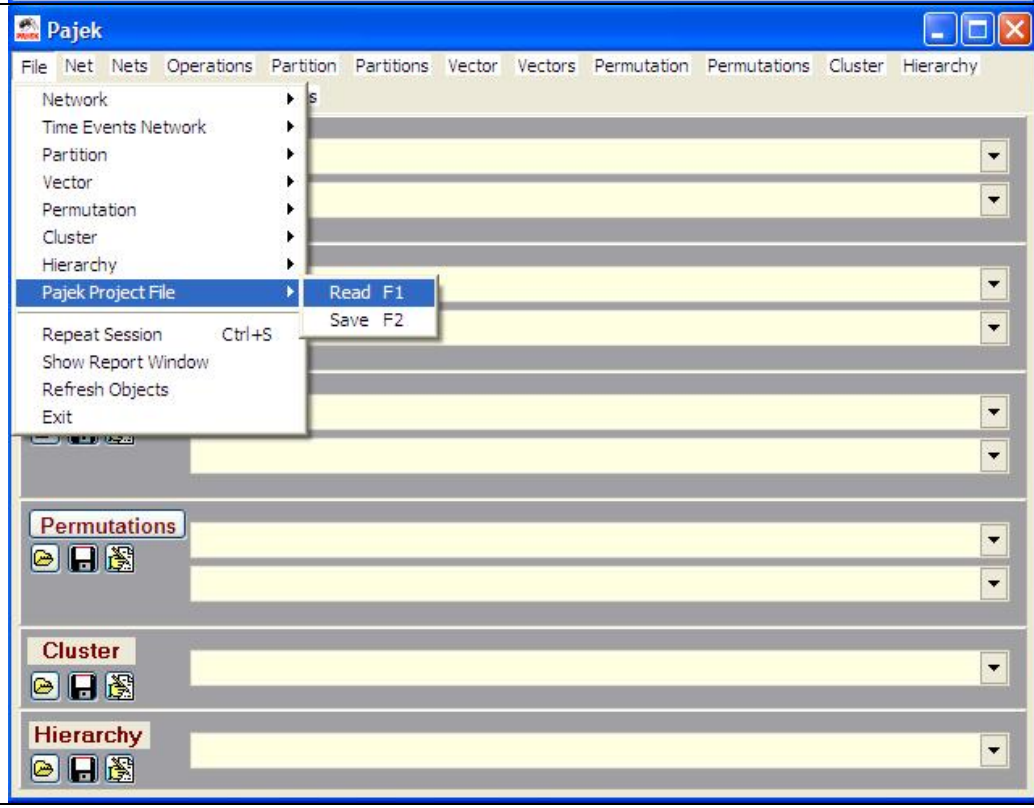 Pajek
File Net Nets Operations Partition Partitions Vector Vectors Permutation Permutations Cluster Hierarchy
Network
Time Events Network
Partition
Vector
Permutation
Cluster
Hierarchy
Pajek Project File Read F1
Save F2
Repeat Session Ctrl+S
Show Report Window
Refresh Objects
Exit
Permutations
Cluster
Hierarchy